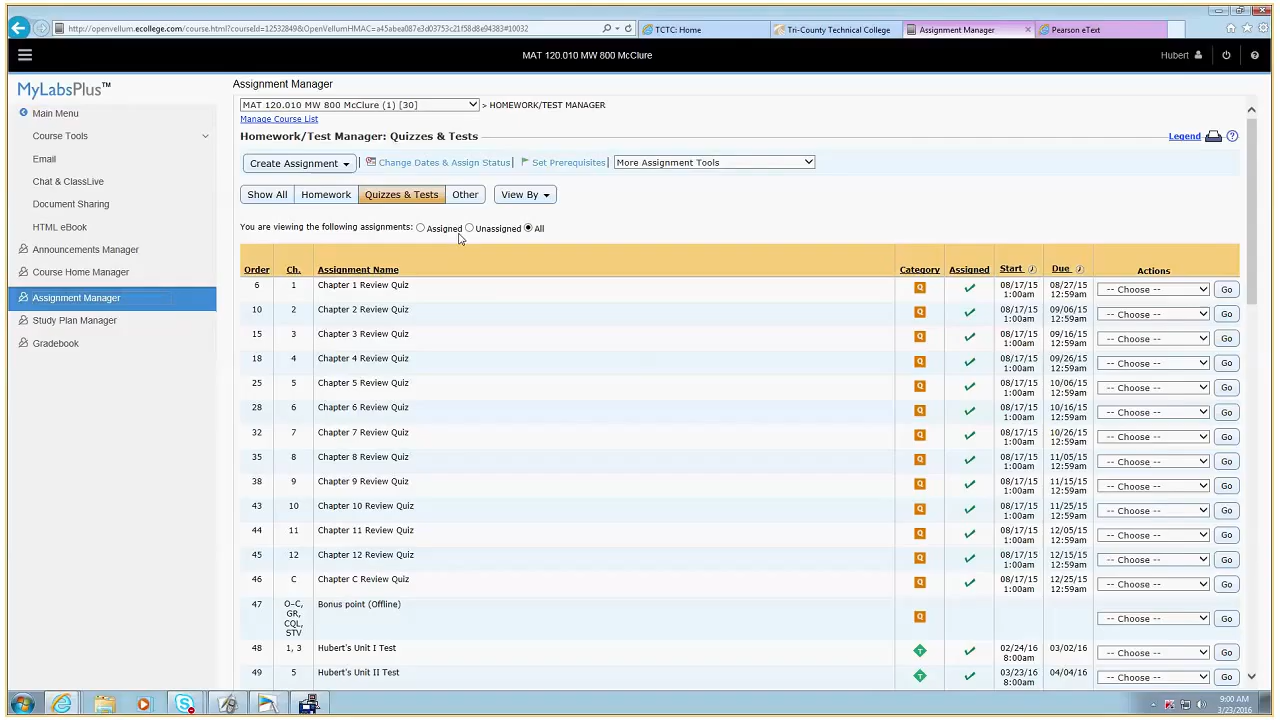 http://openvellum.ecollege.com/course.html?courseId=12532849&OpenVellumHMAC=a45abea087e3d03753c21f58d8e94383#10032
TCTC: Home
Tri-County Technical College
Assignment Manager
Pearson eText
MAT 120.010 MW 800 McClure
Hubert
MyLabsPlus™
Main Menu
Course Tools
Email
Chat & ClassLive
Document Sharing
HTML eBook
Announcements Manager
Course Home Manager
Assignment Manager
Study Plan Manager
Gradebook
Assignment Manager
MAT 120.010 MW 800 McClure (1) [30] > HOMEWORK/TEST MANAGER
Manage Course List
Homework/Test Manager: Quizzes & Tests
Legend
Create Assignment Change Dates & Assign Status| Set Prerequisites| More Assignment Tools
Show All Homework Quizzes & Tests Other View By
You are viewing the following assignments: Assigned Unassigned All
Order Ch. Assignment Name Category Assigned Start Due Actions
6 1 Chapter 1 Review Quiz Q 08/17/15 1:00am 08/27/15 12:59am -- Choose -- Go
10 2 Chapter 2 Review Quiz Q 08/17/15 1:00am 09/06/15 12:59am -- Choose -- Go
15 3 Chapter 3 Review Quiz Q 08/17/15 1:00am 09/16/15 12:59am -- Choose -- Go
18 4 Chapter 4 Review Quiz Q 08/17/15 1:00am 09/26/15 12:59am -- Choose -- Go
25 5 Chapter 5 Review Quiz Q 08/17/15 1:00am 10/06/15 12:59am -- Choose -- Go
28 6 Chapter 6 Review Quiz Q 08/17/15 1:00am 10/16/15 12:59am -- Choose -- Go
32 7 Chapter 7 Review Quiz Q 08/17/15 1:00am 10/26/15 12:59am -- Choose -- Go
35 8 Chapter 8 Review Quiz Q 08/17/15 1:00am 11/05/15 12:59am -- Choose -- Go
38 9 Chapter 9 Review Quiz Q 08/17/15 1:00am 11/15/15 12:59am -- Choose -- Go
43 10 Chapter 10 Review Quiz Q 08/17/15 1:00am 11/25/15 12:59am -- Choose -- Go
44 11 Chapter 11 Review Quiz Q 08/17/15 1:00am 12/05/15 12:59am -- Choose -- Go
45 12 Chapter 12 Review Quiz Q 08/17/15 1:00am 12/15/15 12:59am -- Choose -- Go
46 C Chapter C Review Quiz Q 08/17/15 1:00am 12/25/15 12:59am -- Choose -- Go
47 O-C, GR, CQL, STV Bonus point (Offline) Q -- Choose -- Go
48 1, 3 Hubert's Unit I Test T 02/24/16 8:00am 03/02/16 -- Choose -- Go
49 5 Hubert's Unit II Test T 03/23/16 8:00am 04/04/16 -- Choose -- Go
9:00 AM
3/23/2016